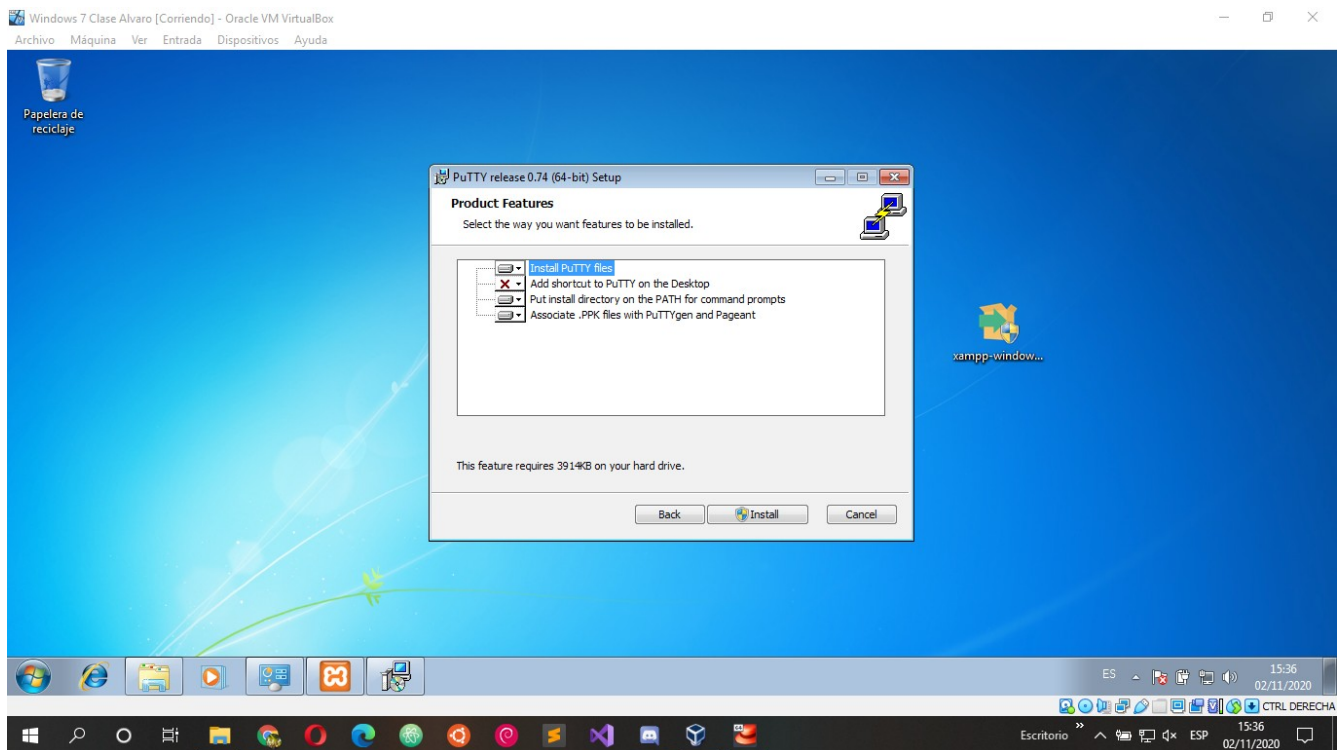 Windows 7 Clase Alvaro [Corriendo] - Oracle VM VirtualBox
Archivo Máquina Ver Entrada Dispositivos Ayuda
Papelera de
reciclaje
PuTTY release 0.74 (64-bit) Setup
Product Features
Select the way you want features to be installed.
Install PuTTY files
Add shortcut to PuTTY on the Desktop
Put install directory on the PATH for command prompts
Associate .PPK files with PuTTYgen and Pageant
xampp-window...
This feature requires 3914KB on your hard drive.
Back Install Cancel
ES 15:36
02/11/2020
CTRL DERECHA
Escritorio ESP 15:36
02/11/2020